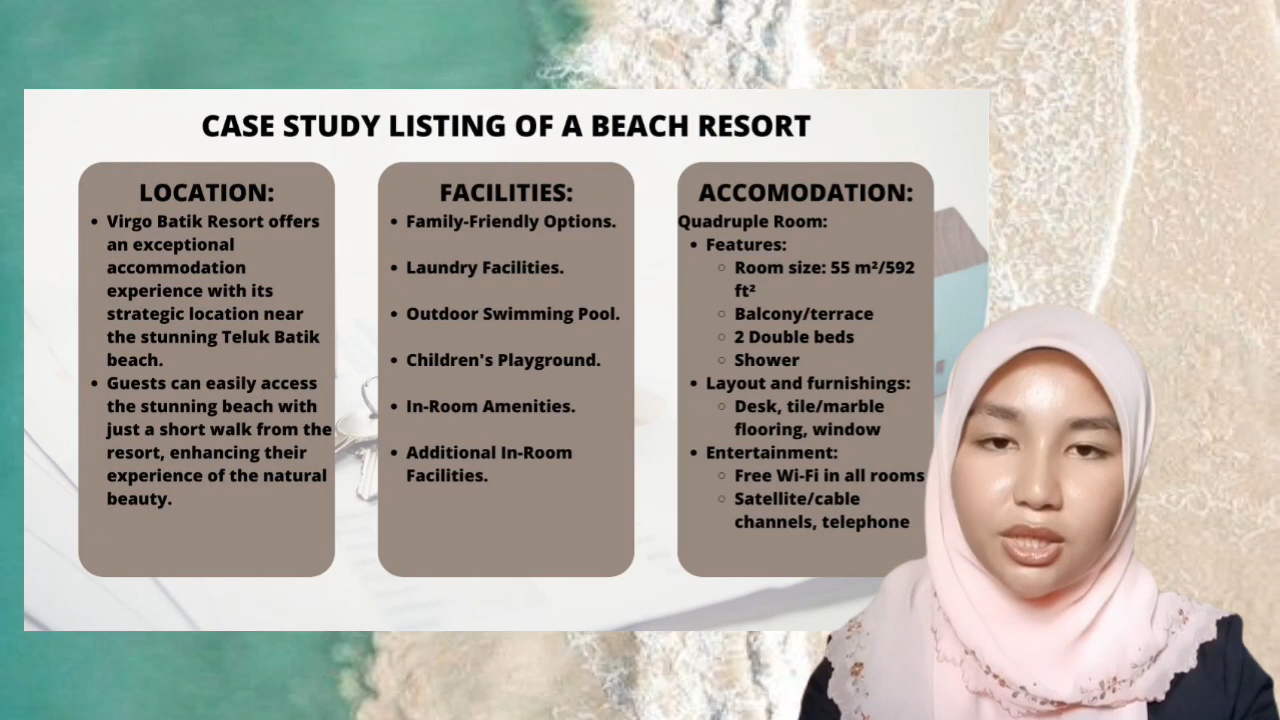 CASE STUDY LISTING OF A BEACH RESORT
LOCATION:
• Virgo Batik Resort offers
an exceptional
accommodation
experience with its
strategic location near
the stunning Teluk Batik
beach.
• Guests can easily access
the stunning beach with
just a short walk from the
resort, enhancing their
experience of the natural
beauty.
FACILITIES:
• Family-Friendly Options.
• Laundry Facilities.
• Outdoor Swimming Pool.
• Children's Playground.
• In-Room Amenities.
• Additional In-Room
Facilities.
ACCOMODATION:
Quadruple Room:
• Features:
○ Room size: 55 m²/592
ft²
○ Balcony/terrace
○ 2 Double beds
○ Shower
• Layout and furnishings:
○ Desk, tile/marble
flooring, window
• Entertainment:
○ Free Wi-Fi in all rooms
○ Satellite/cable
channels, telephone